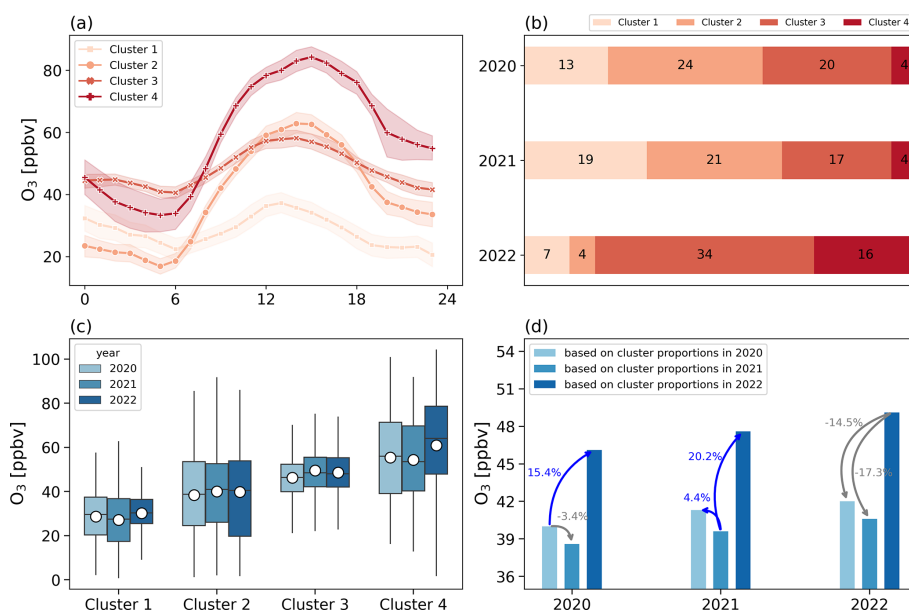 (a)
Cluster 1
Cluster 2
Cluster 3
Cluster 4
O3 [ppbv]
80
60
40
20
0 6 12 18 24
(b)
Cluster 1 Cluster 2 Cluster 3 Cluster 4
2020 13 24 20 4
2021 19 21 17 4
2022 7 4 34 16
(c)
year
2020
2021
2022
O3 [ppbv]
100
80
60
40
20
0
Cluster 1 Cluster 2 Cluster 3 Cluster 4
(d)
based on cluster proportions in 2020
based on cluster proportions in 2021
based on cluster proportions in 2022
O3 [ppbv]
54
51
48
45
42
39
36
15.4%
-3.4%
20.2%
4.4%
-14.5%
-17.3%
2020 2021 2022